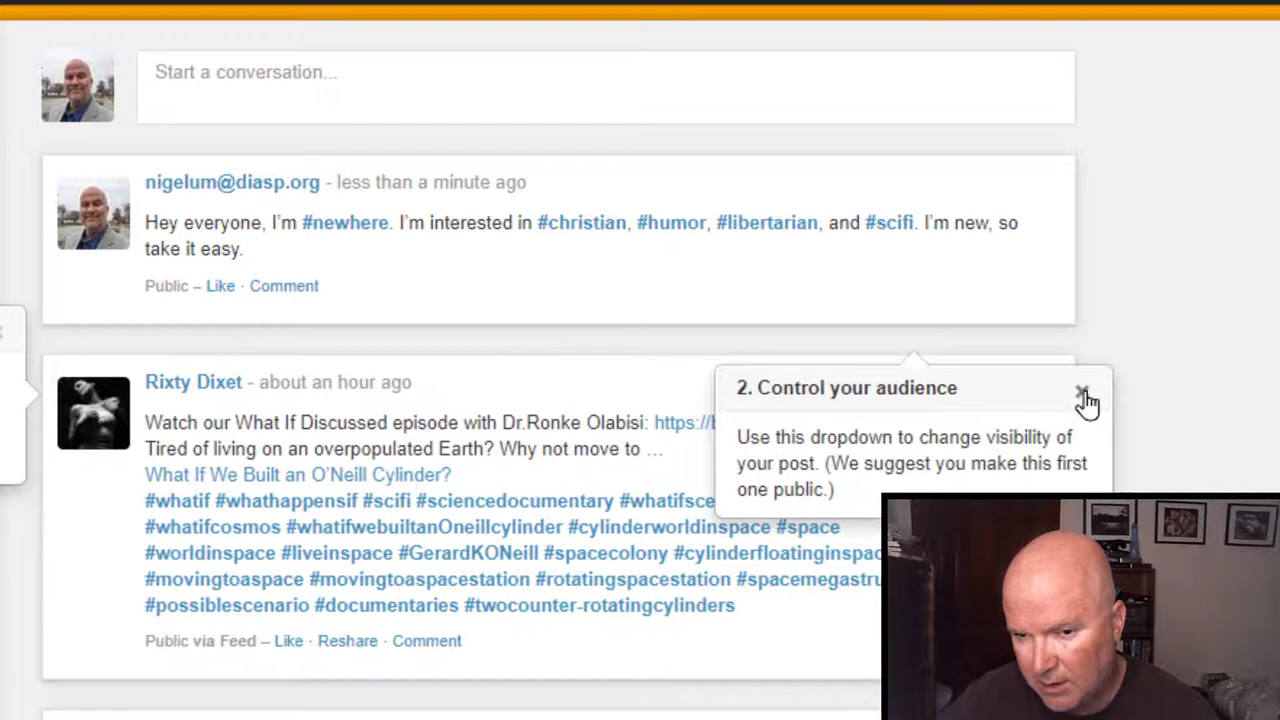 Start a conversation...
nigelum@diasp.org - less than a minute ago
Hey everyone, I'm #newhere. I'm interested in #christian, #humor, #libertarian, and #scifi. I'm new, so
take it easy.
Public – Like · Comment
Rixty Dixet - about an hour ago
Watch our What If Discussed episode with Dr.Ronke Olabisi:
Tired of living on an overpopulated Earth? Why not move to …
What If We Built an O'Neill Cylinder?
#whatif #whathappensif #scifi #sciencedocumentary
#whatifcosmos #whatifwebuiltanOneillcylinder #cylinderworldinspace #space
#worldinspace #liveinspace #GerardKONeill #spacecolony
#movingtoaspace #movingtoaspacestation #rotatingspacestation
#possiblescenario #documentaries #twocounter-rotatingcylinders
Public via Feed – Like · Reshare · Comment
2. Control your audience
Use this dropdown to change visibility of
your post. (We suggest you make this first
one public.)